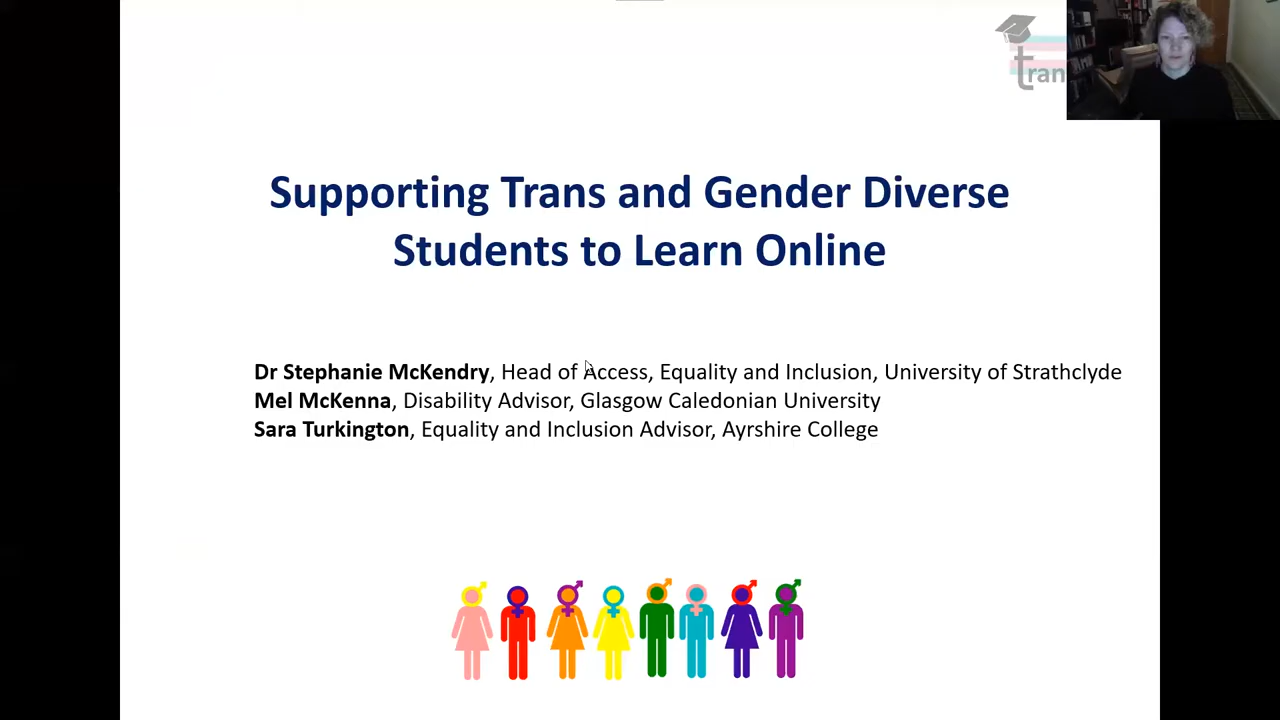 tran
Supporting Trans and Gender Diverse
Students to Learn Online
Dr Stephanie McKendry, Head of Access, Equality and Inclusion, University of Strathclyde
Mel McKenna, Disability Advisor, Glasgow Caledonian University
Sara Turkington, Equality and Inclusion Advisor, Ayrshire College